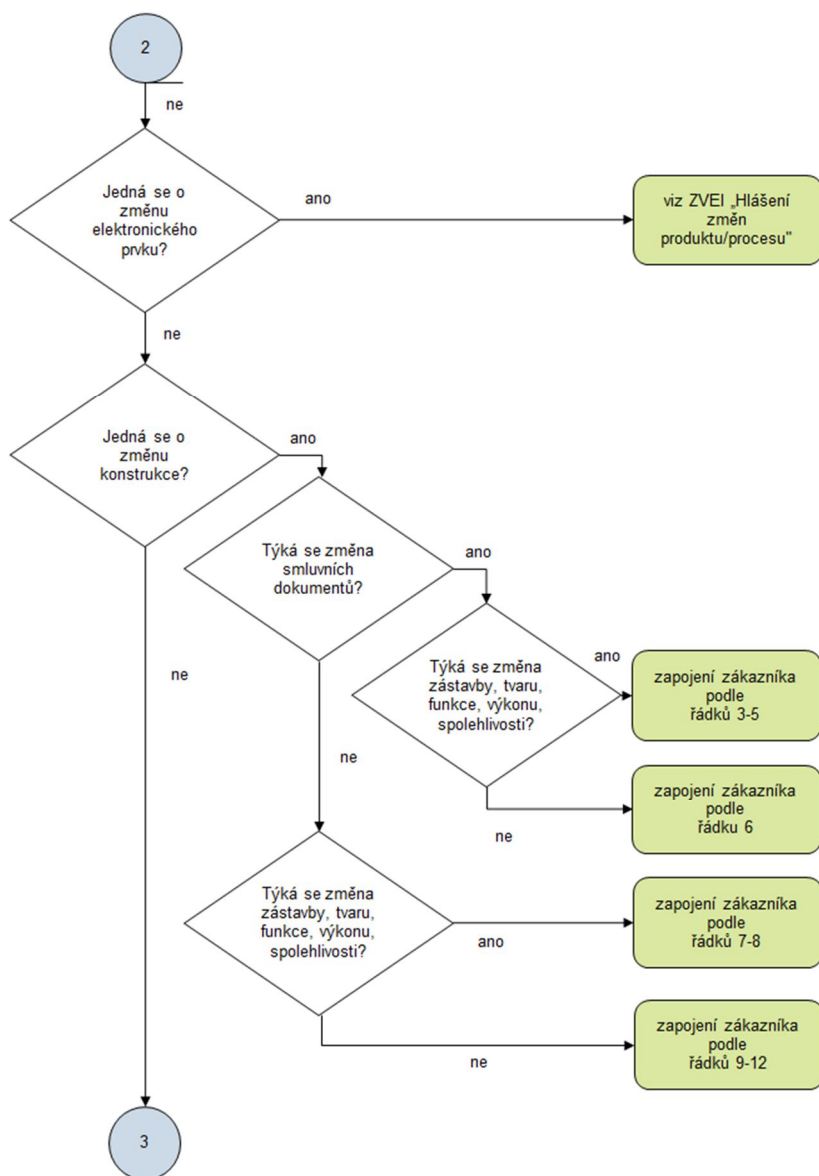 2
ne
Jedná se o
změnu
elektronického
prvku?
ano
viz ZVEI „Hlášení
změn
produktu/procesu"
ne
Jedná se o
změnu
konstrukce?
ano
Týká se změna
smluvních
dokumentů?
ano
Týká se změna
zástavby, tvaru,
funkce, výkonu,
spolehlivosti?
ano
zapojení zákazníka
podle
řádků 3-5
ne
ne
zapojení zákazníka
podle
řádku 6
ne
Týká se změna
zástavby, tvaru,
funkce, výkonu,
spolehlivosti?
ano
zapojení zákazníka
podle
řádků 7-8
ne
zapojení zákazníka
podle
řádků 9-12
3